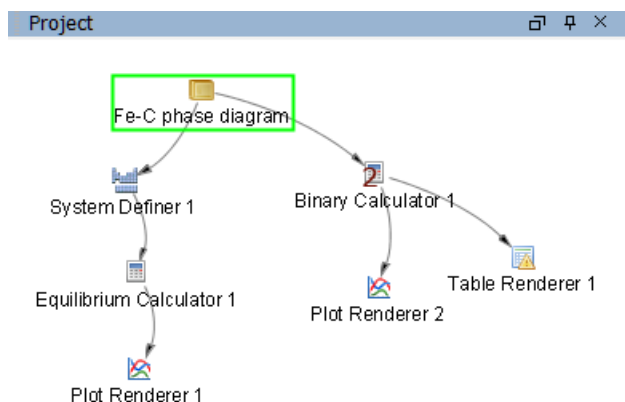 Project
Fe-C phase diagram
System Definer 1
2
Binary Calculator 1
Equilibrium Calculator 1
Table Renderer 1
Plot Renderer 2
Plot Renderer 1